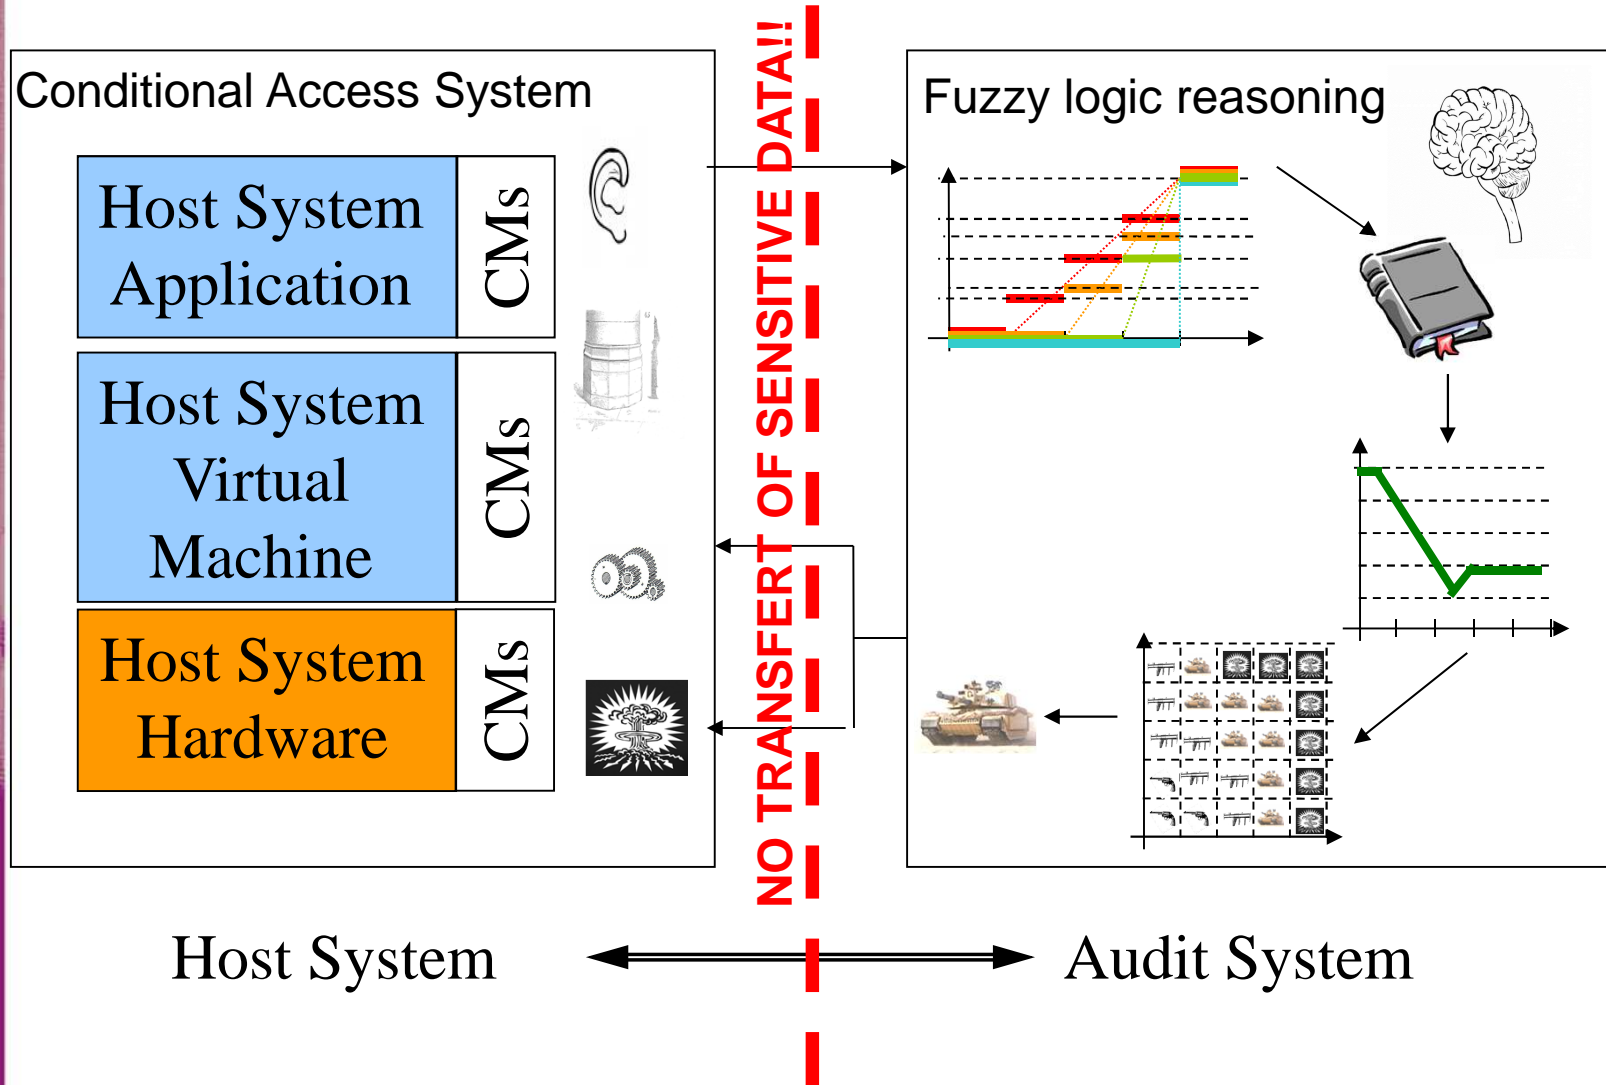 Conditional Access System
Host System
Application
CMs
Host System
Virtual
Machine
CMs
Host System
Hardware
CMs
NO TRANSFERT OF SENSITIVE DATA!!
Fuzzy logic reasoning
Host System
Audit System